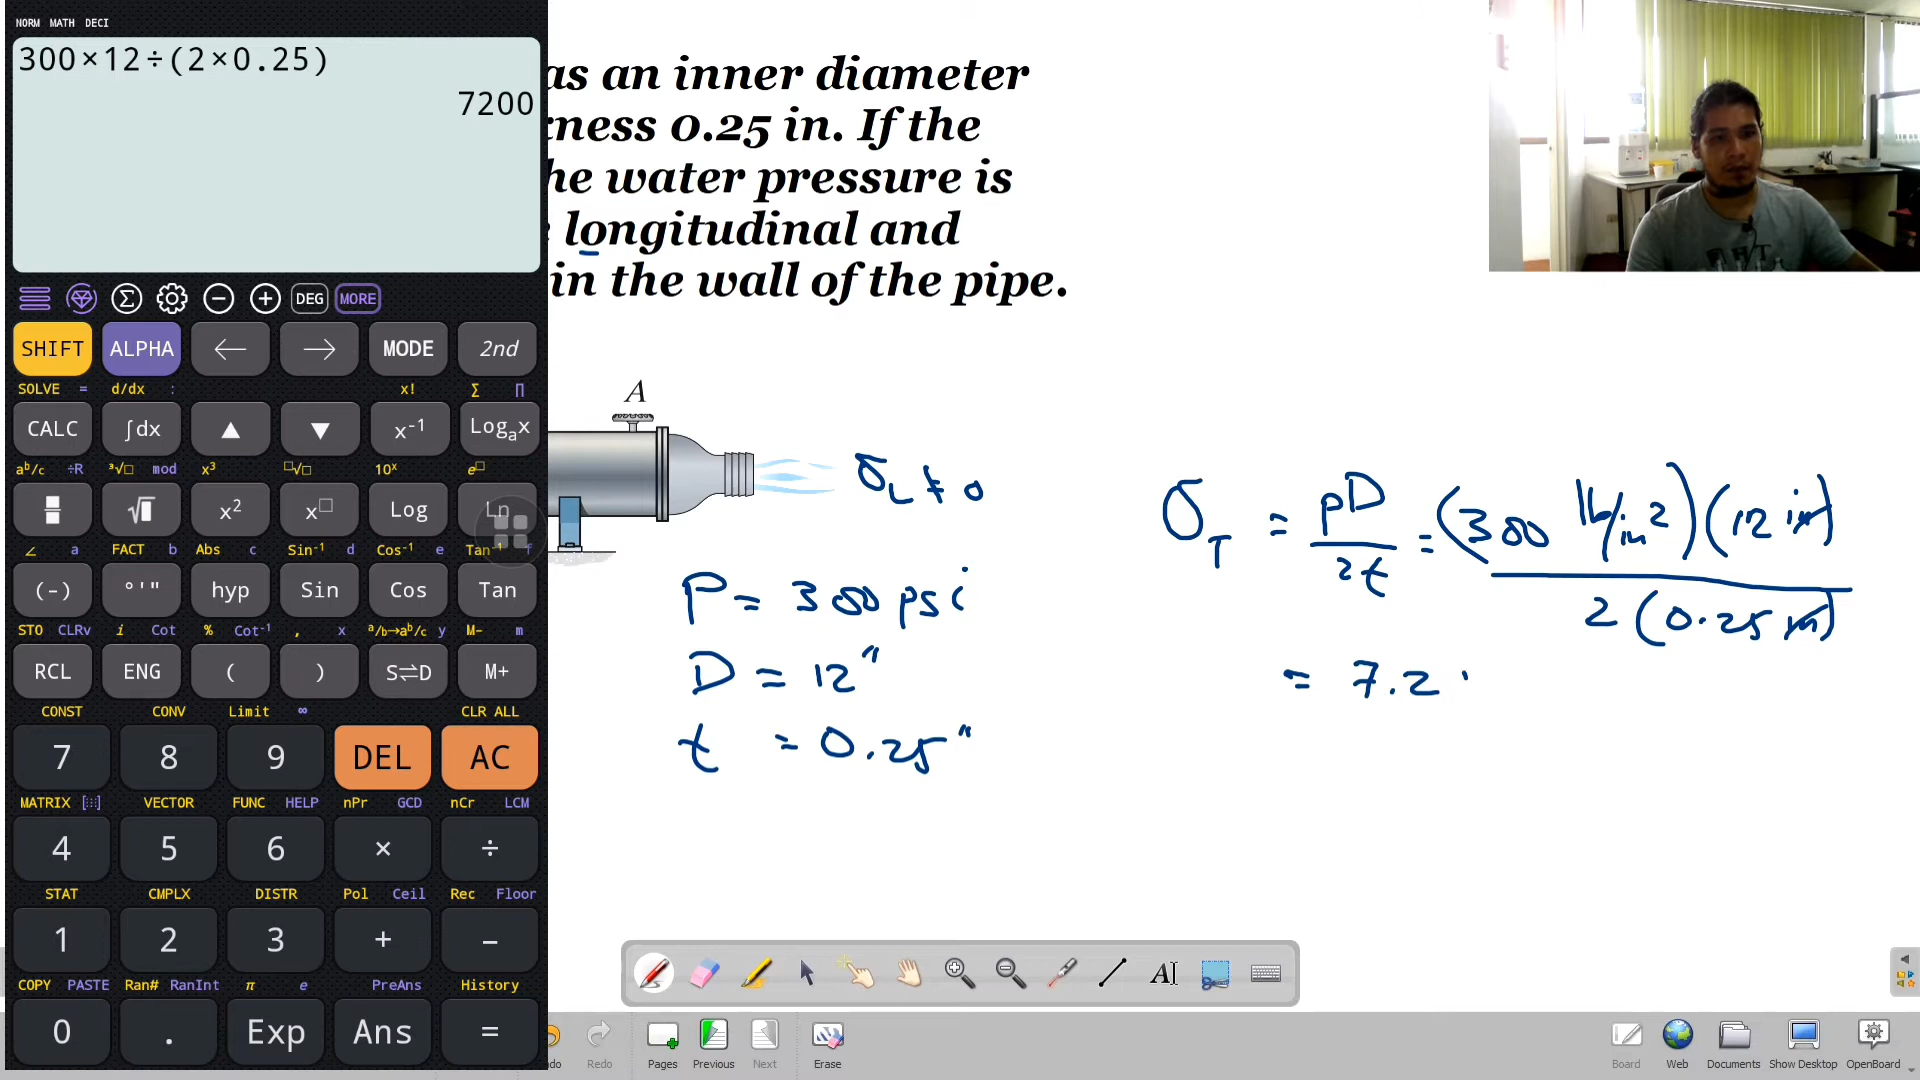 NORM MATH DECI
300×12÷(2×0.25)
7200
DEG
MORE
SHIFT
ALPHA
←
→
MODE
2nd
SOLVE = d/dx : x! Σ ∏
CALC ∫dx ▲ ▼ x⁻¹ Logₐx
aᵇ/c ÷R ³√□ mod x³ □√□ 10ˣ e□
√ x² x□ Log Ln
∠ a FACT b Abs c Sin⁻¹ d Cos⁻¹ e Tan⁻¹ f
(-) °'" hyp Sin Cos Tan
STO CLRv i Cot % Cot⁻¹ , x ᵃ/b→aᵇ/c y M- m
RCL ENG ( ) S⇌D M+
CONST CONV Limit ∞ CLR ALL
7 8 9 DEL AC
MATRIX [∷] VECTOR FUNC HELP nPr GCD nCr LCM
4 5 6 × ÷
STAT CMPLX DISTR Pol Ceil Rec Floor
1 2 3 + −
COPY PASTE Ran# RanInt π e PreAns History
0 . Exp Ans =
as an inner diameter
ness 0.25 in. If the
he water pressure is
longitudinal and
in the wall of the pipe.
A
σL ≠ 0
P = 300 psi
D = 12"
t = 0.25"
σT = pD/2t = (300 lb/in²)(12 in) / 2(0.25 in)
= 7.2
AI
Redo
Pages
Previous
Next
Erase
Board
Web
Documents
Show Desktop
OpenBoard